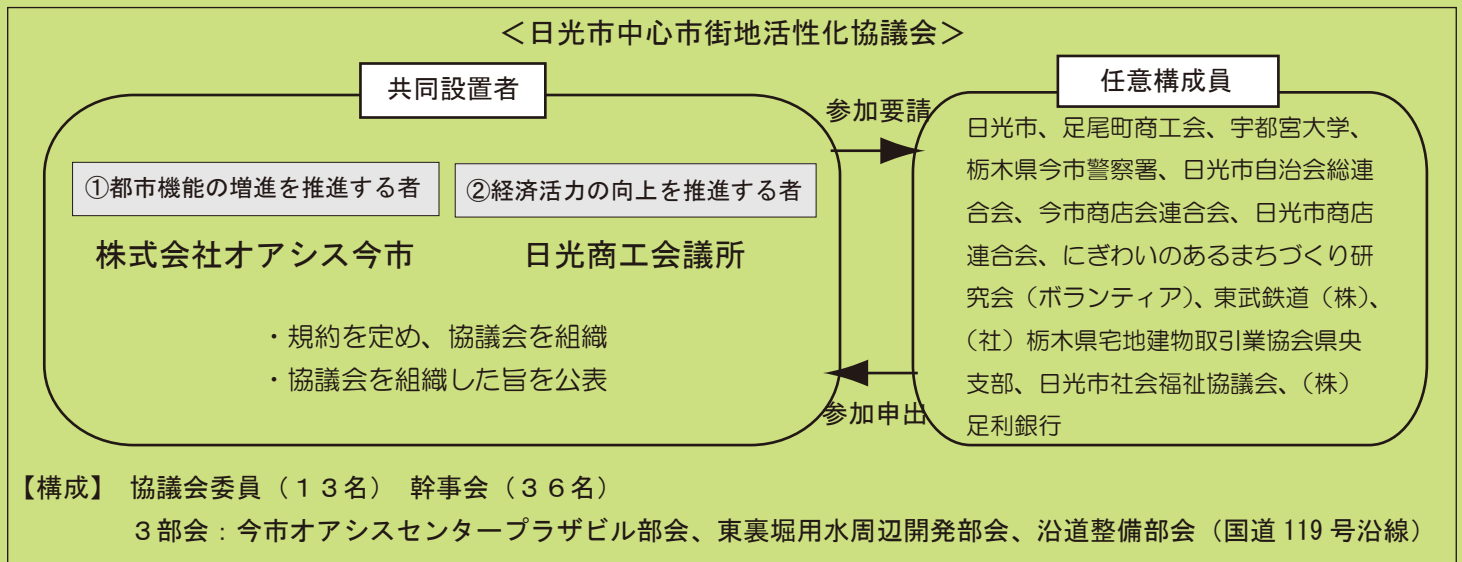 ＜日光市中心市街地活性化協議会＞
共同設置者
①都市機能の増進を推進する者
②経済活力の向上を推進する者
株式会社オアシス今市
日光商工会議所
・規約を定め、協議会を組織
・協議会を組織した旨を公表
参加要請
参加申出
任意構成員
日光市、足尾町商工会、宇都宮大学、
栃木県今市警察署、日光市自治会総連
合会、今市商店会連合会、日光市商店
連合会、にぎわいのあるまちづくり研
究会（ボランティア）、東武鉄道（株）、
（社）栃木県宅地建物取引業協会県央
支部、日光市社会福祉協議会、（株）
足利銀行
【構成】 協議会委員（１３名） 幹事会（３６名）
３部会：今市オアシスセンタープラザビル部会、東裏堀用水周辺開発部会、沿道整備部会（国道 119 号沿線）